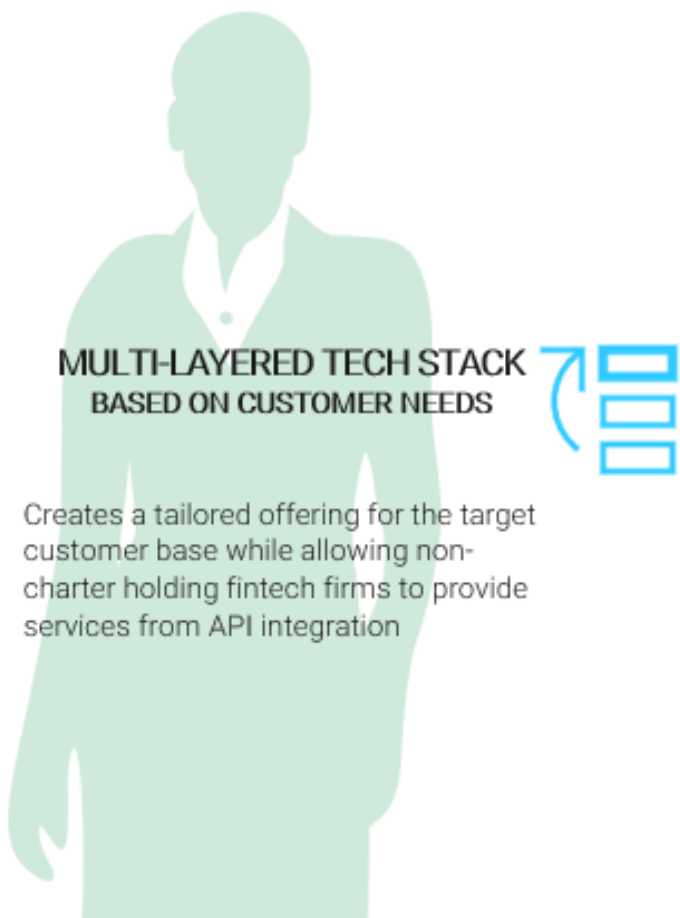 MULTI-LAYERED TECH STACK
BASED ON CUSTOMER NEEDS
Creates a tailored offering for the target
customer base while allowing non-
charter holding fintech firms to provide
services from API integration